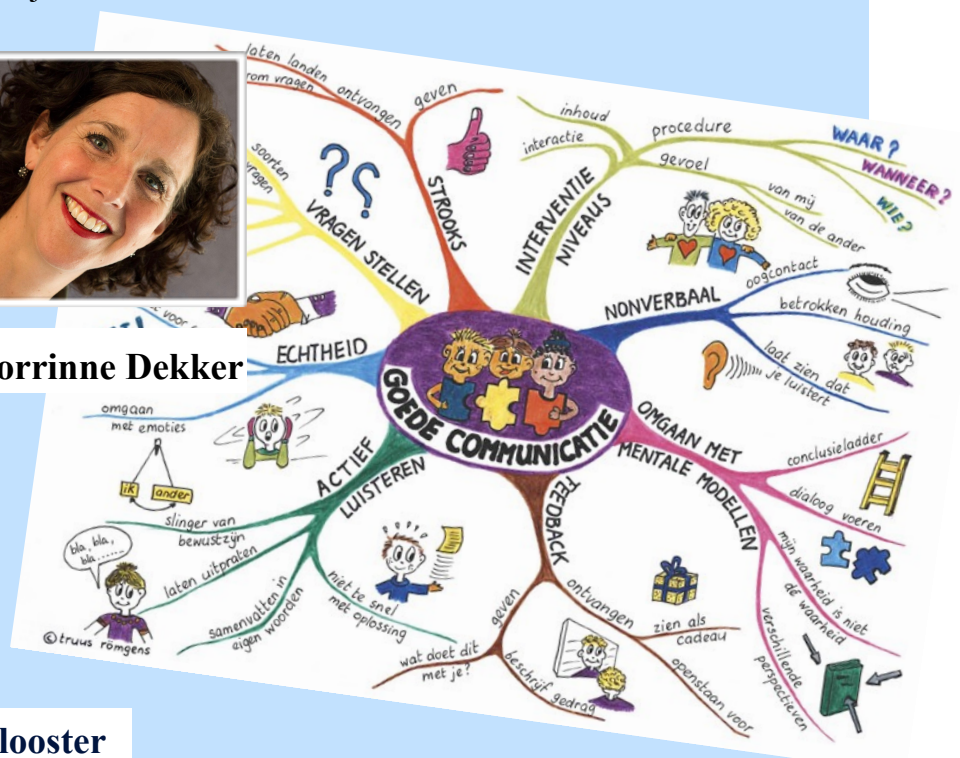 laten landen
rom vragen
ontvangen
geven
STROOKS
soorten
vragen
VRAGEN STELLEN
inhoud
interactie
procedure
gevoel
van mij
van de ander
WAAR?
WANNEER?
WIE?
INTERVENTIE
NIVEAUS
NONVERBAAL
oogcontact
betrokken houding
laat zien dat
je luistert
orrinne Dekker
ECHTHEID
omgaan
met emoties
GOEDE COMMUNICATIE
OMGAAN MET
MENTALE MODELLEN
conclusieladder
dialoog voeren
mijn waarheid is niet
dé waarheid
verschillende
perspectieven
ACTIEF
LUISTEREN
ik
ander
slinger van
bewustzijn
bla, bla,
bla......
laten uitpraten
samenvatten in
eigen woorden
niet te snel
met oplossing
FEEDBACK
geven
wat doet dit
met je?
beschrijf gedrag
ontvangen
zien als
cadeau
openstaan voor
©truus römgens
looster